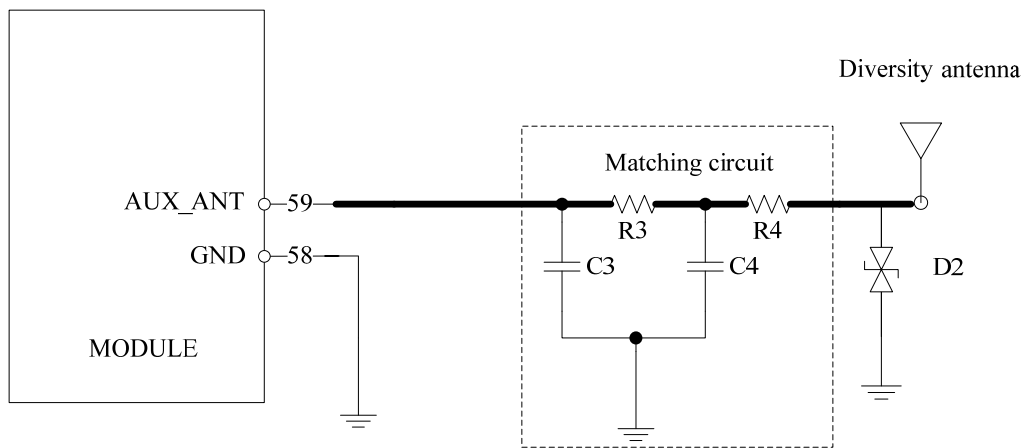 Diversity antenna
Matching circuit
AUX_ANT
59
R3
R4
GND
58
C3
C4
D2
MODULE